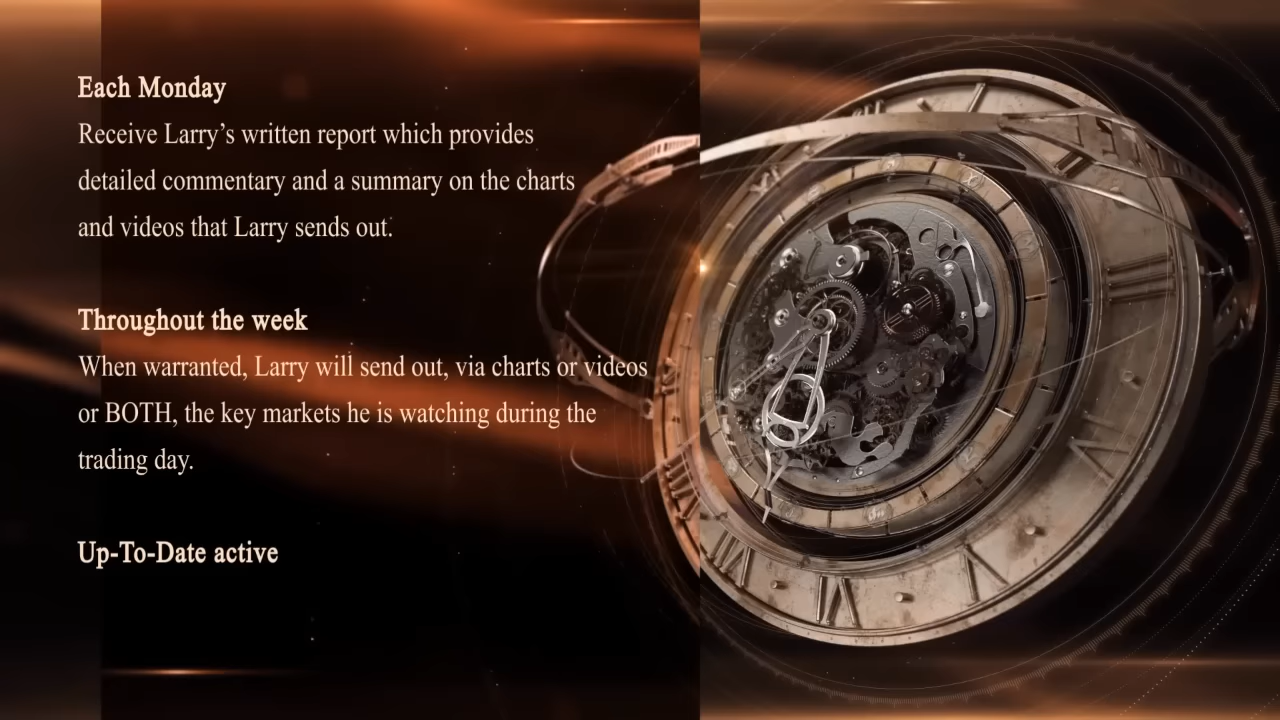 Each Monday
Receive Larry’s written report which provides
detailed commentary and a summary on the charts
and videos that Larry sends out.
Throughout the week
When warranted, Larry will send out, via charts or videos
or BOTH, the key markets he is watching during the
trading day.
Up-To-Date active